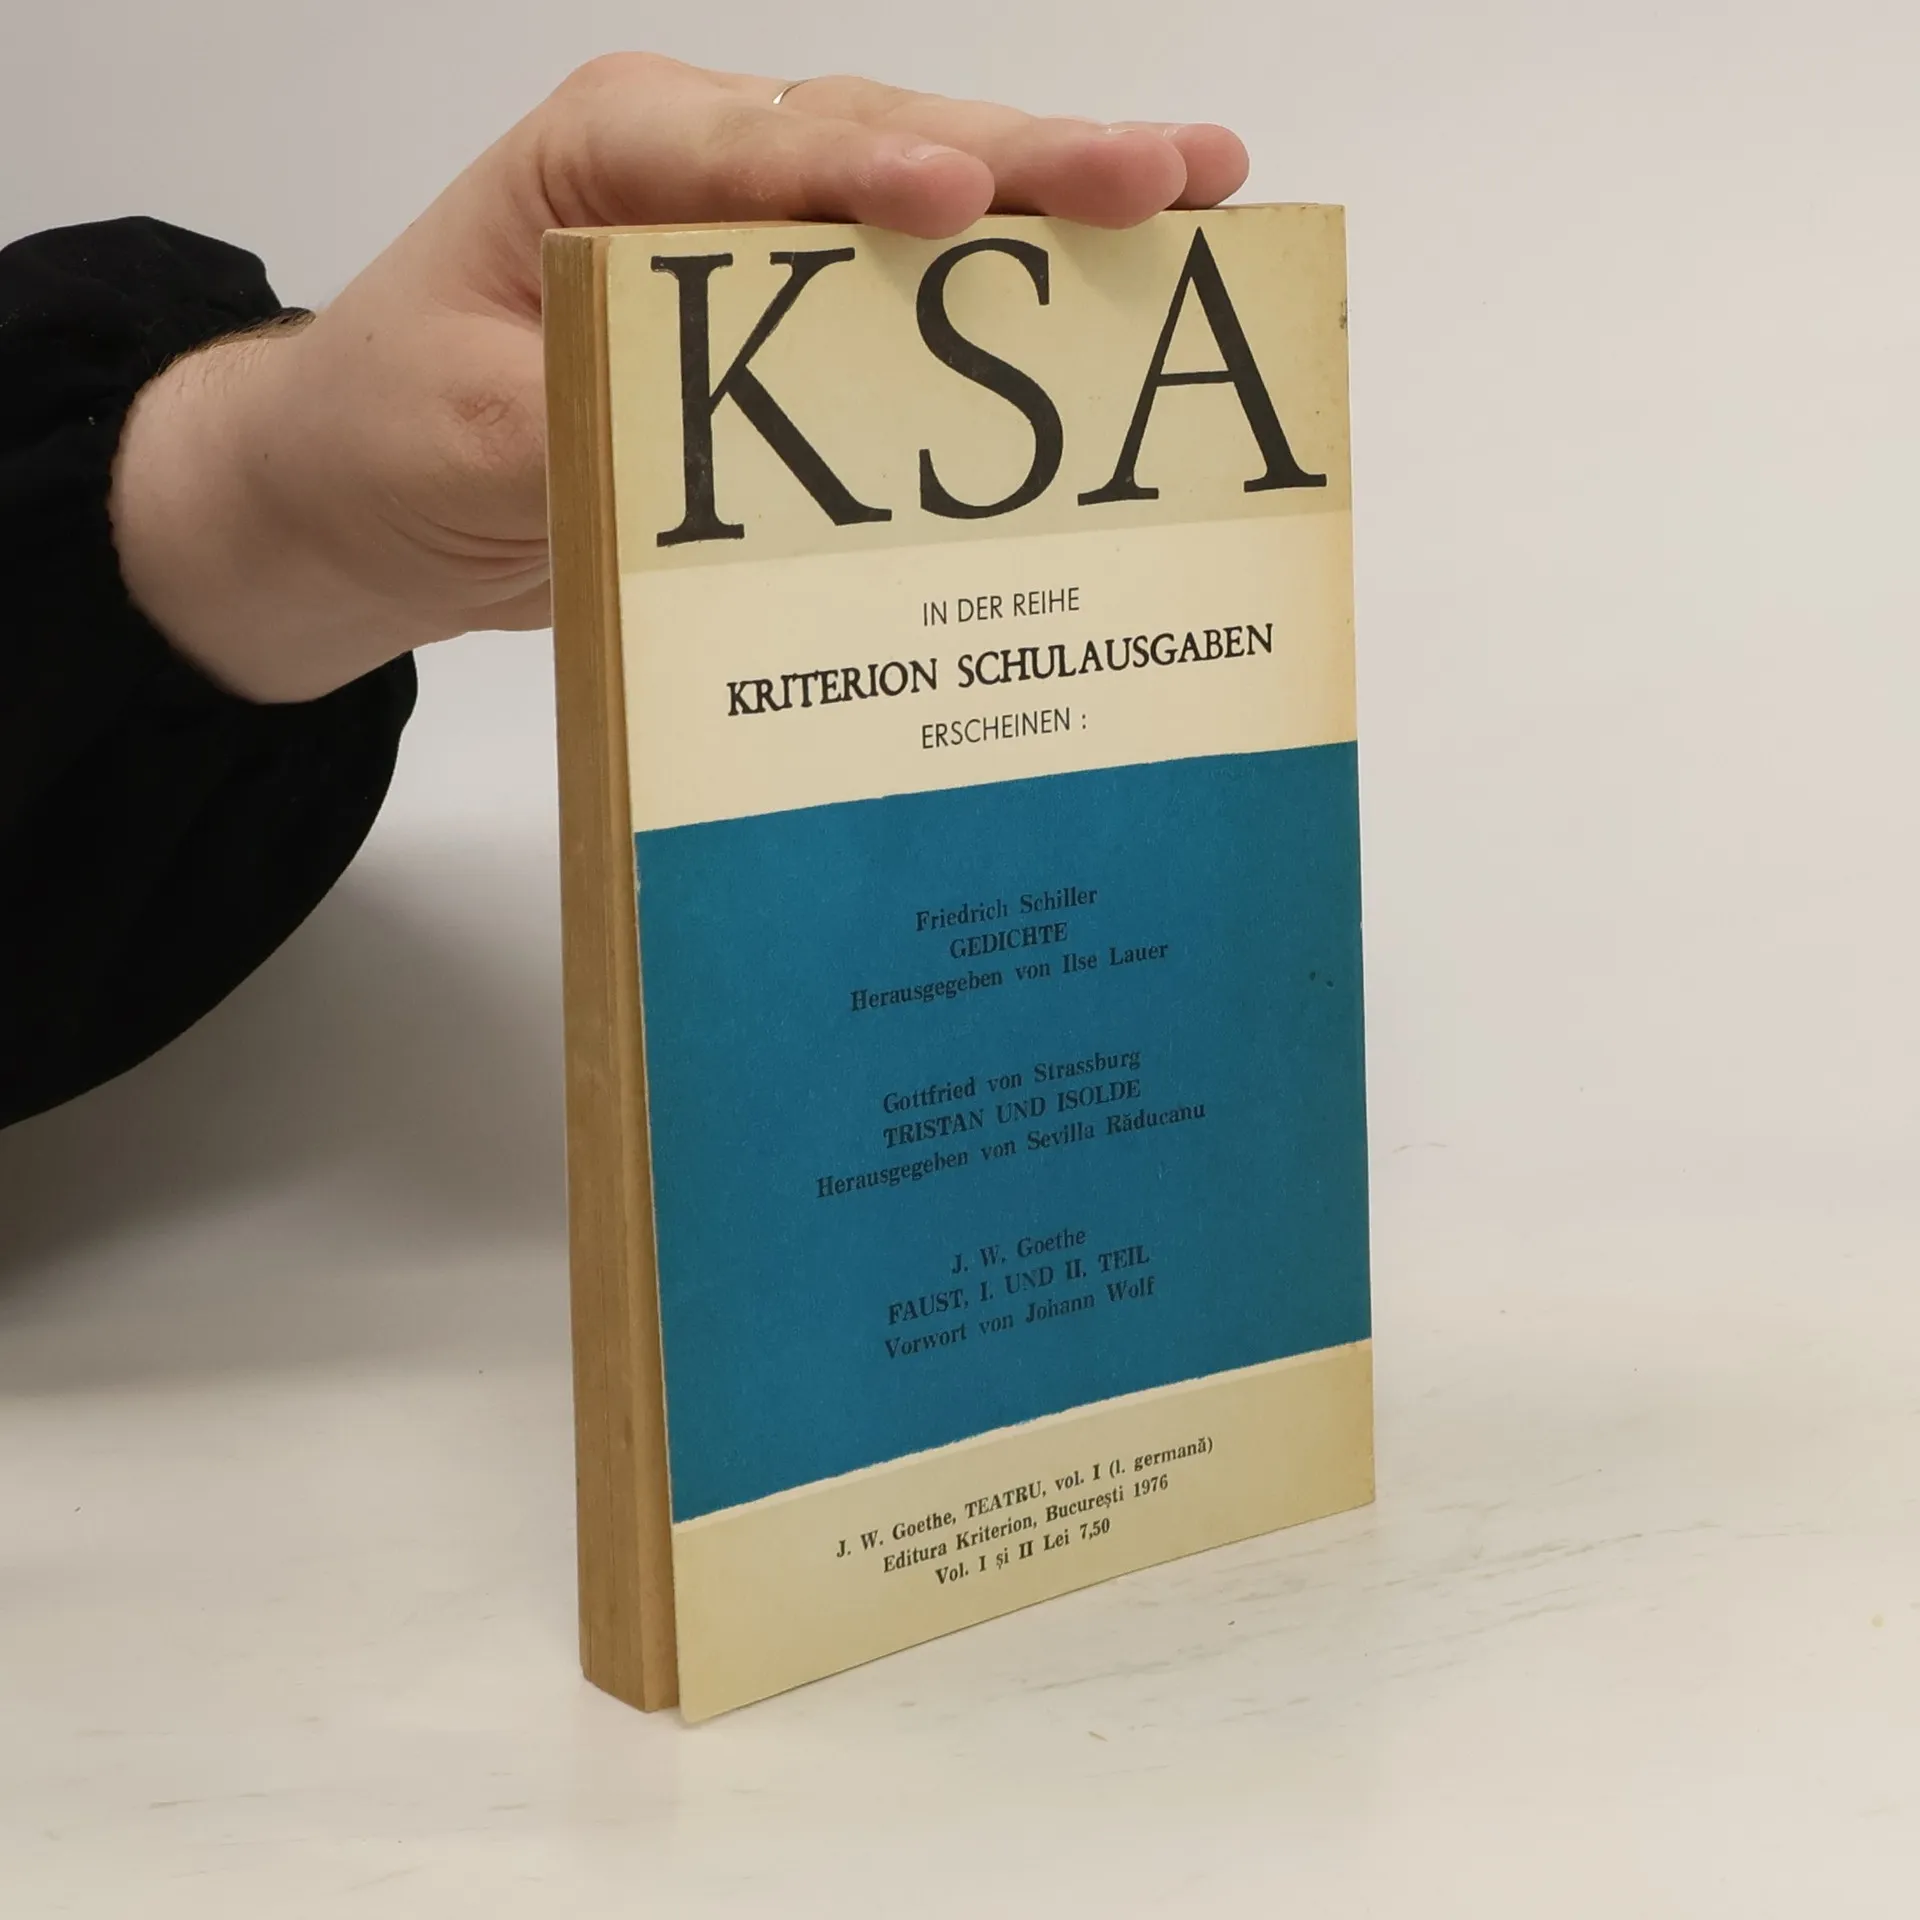 KSA
IN DER REIHE
KRITERION SCHULAUSGABEN
ERSCHEINEN :
Friedrich Schiller
GEDICHTE
Herausgegeben von Ilse Lauer
Gottfried von Strassburg
TRISTAN UND ISOLDE
Herausgegeben von Sevilla Răducanu
J. W. Goethe
FAUST, I. UND II. TEIL
Vorwort von Johann Wolf
J. W. Goethe, TEATRU, vol. I (l. germană)
Editura Kriterion, București 1976
Vol. I și II Lei 7,50